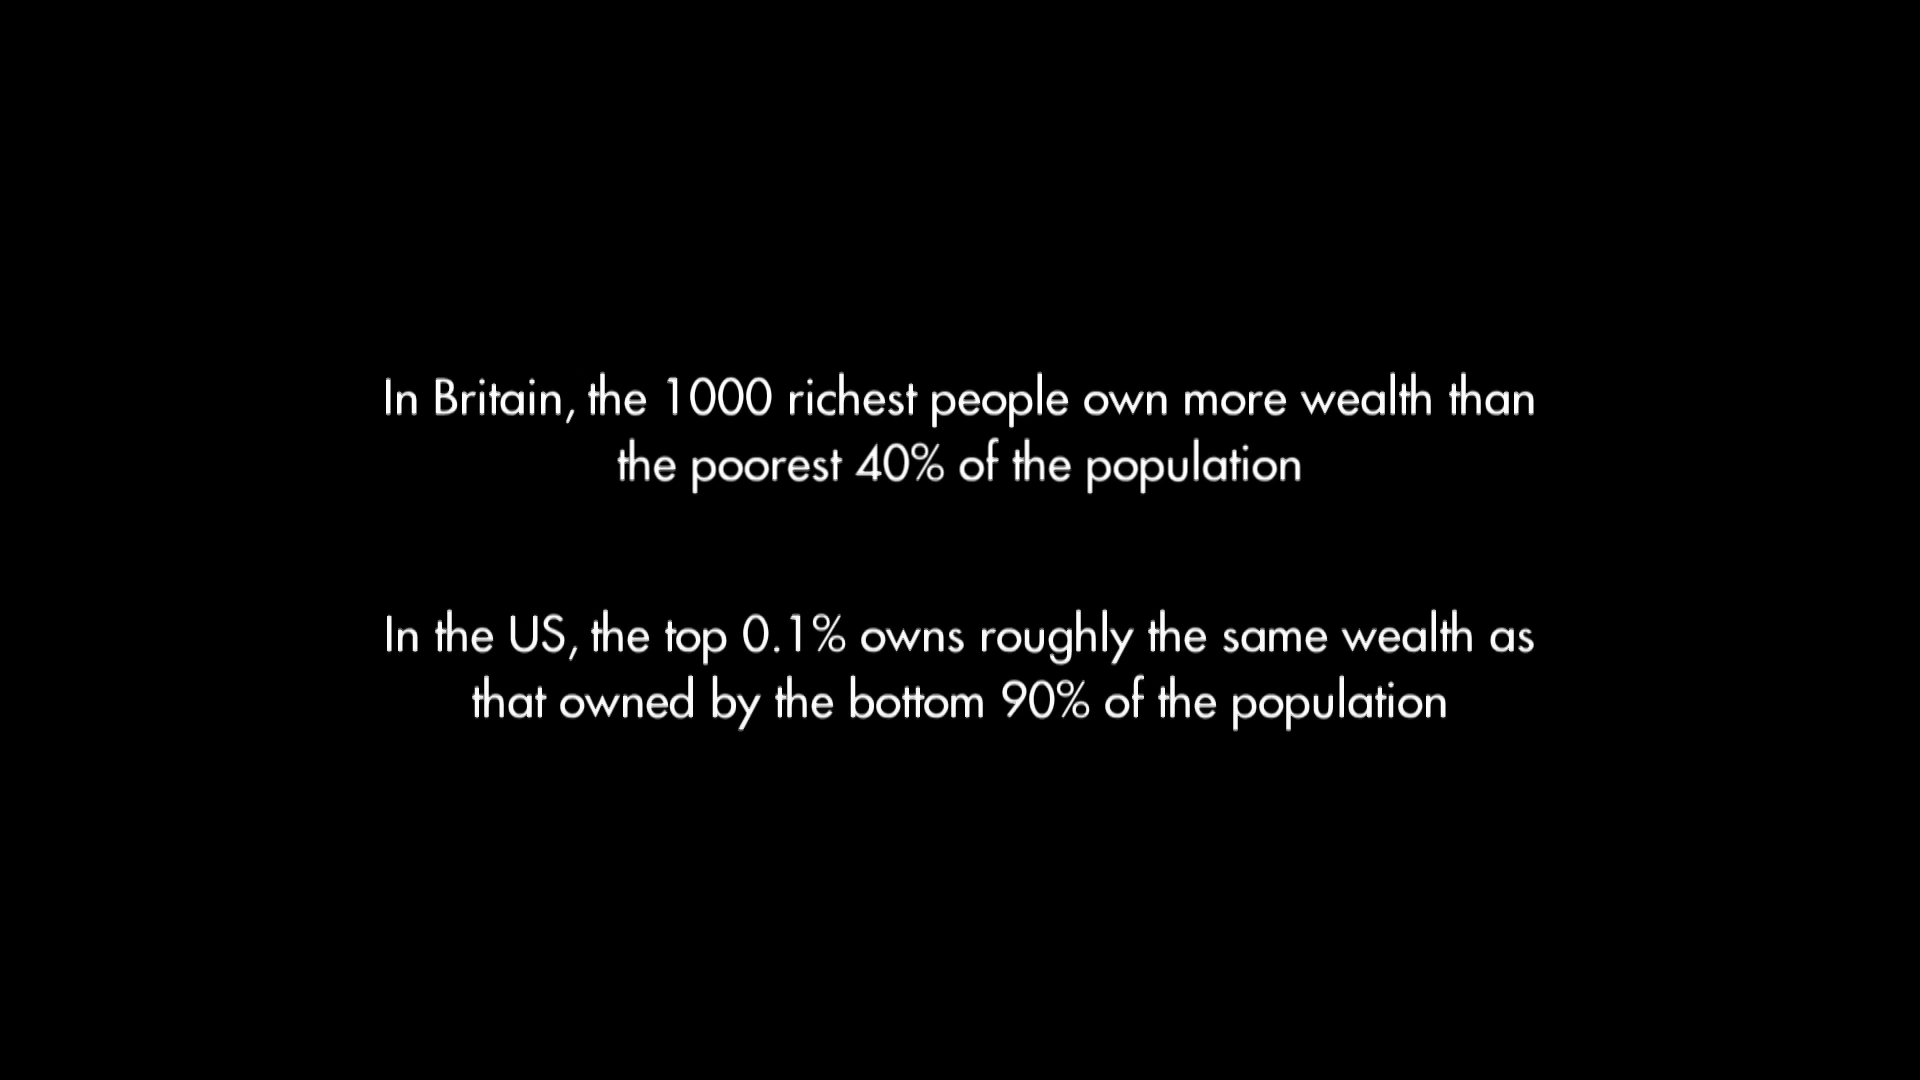 In Britain, the 1000 richest people own more wealth than
the poorest 40% of the population
In the US, the top 0.1% owns roughly the same wealth as
that owned by the bottom 90% of the population